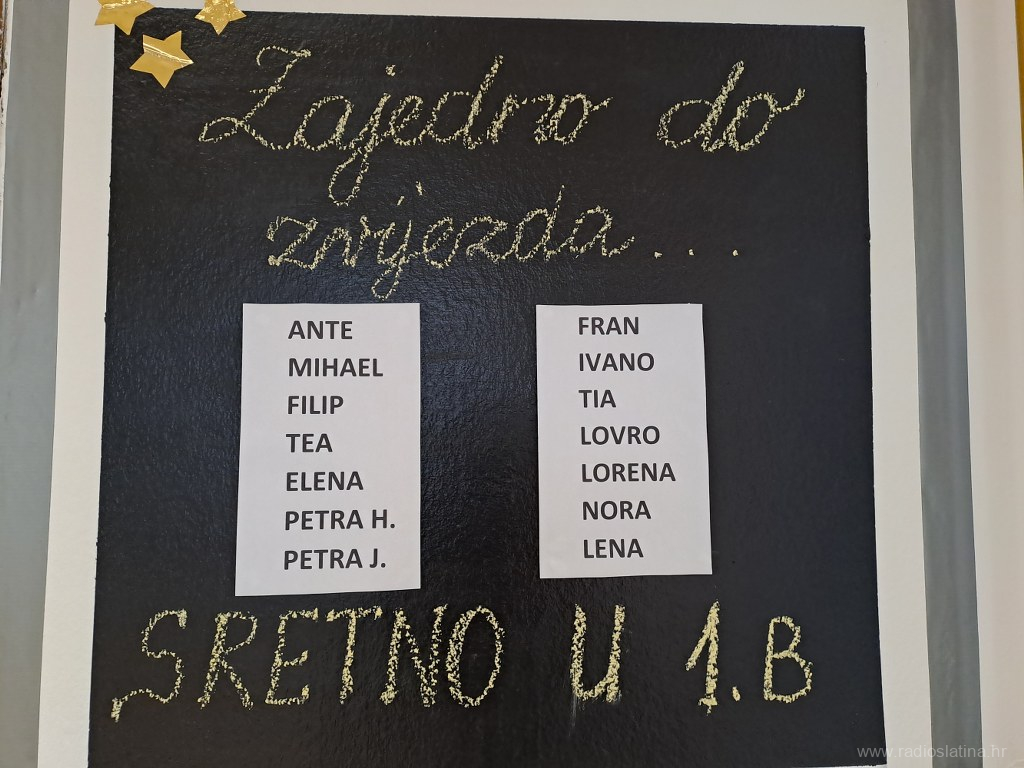 Zajedno do
zvijezda...
ANTE
MIHAEL
FILIP
TEA
ELENA
PETRA H.
PETRA J.
FRAN
IVANO
TIA
LOVRO
LORENA
NORA
LENA
SRETNO U 1.B
www.radioslatina.hr